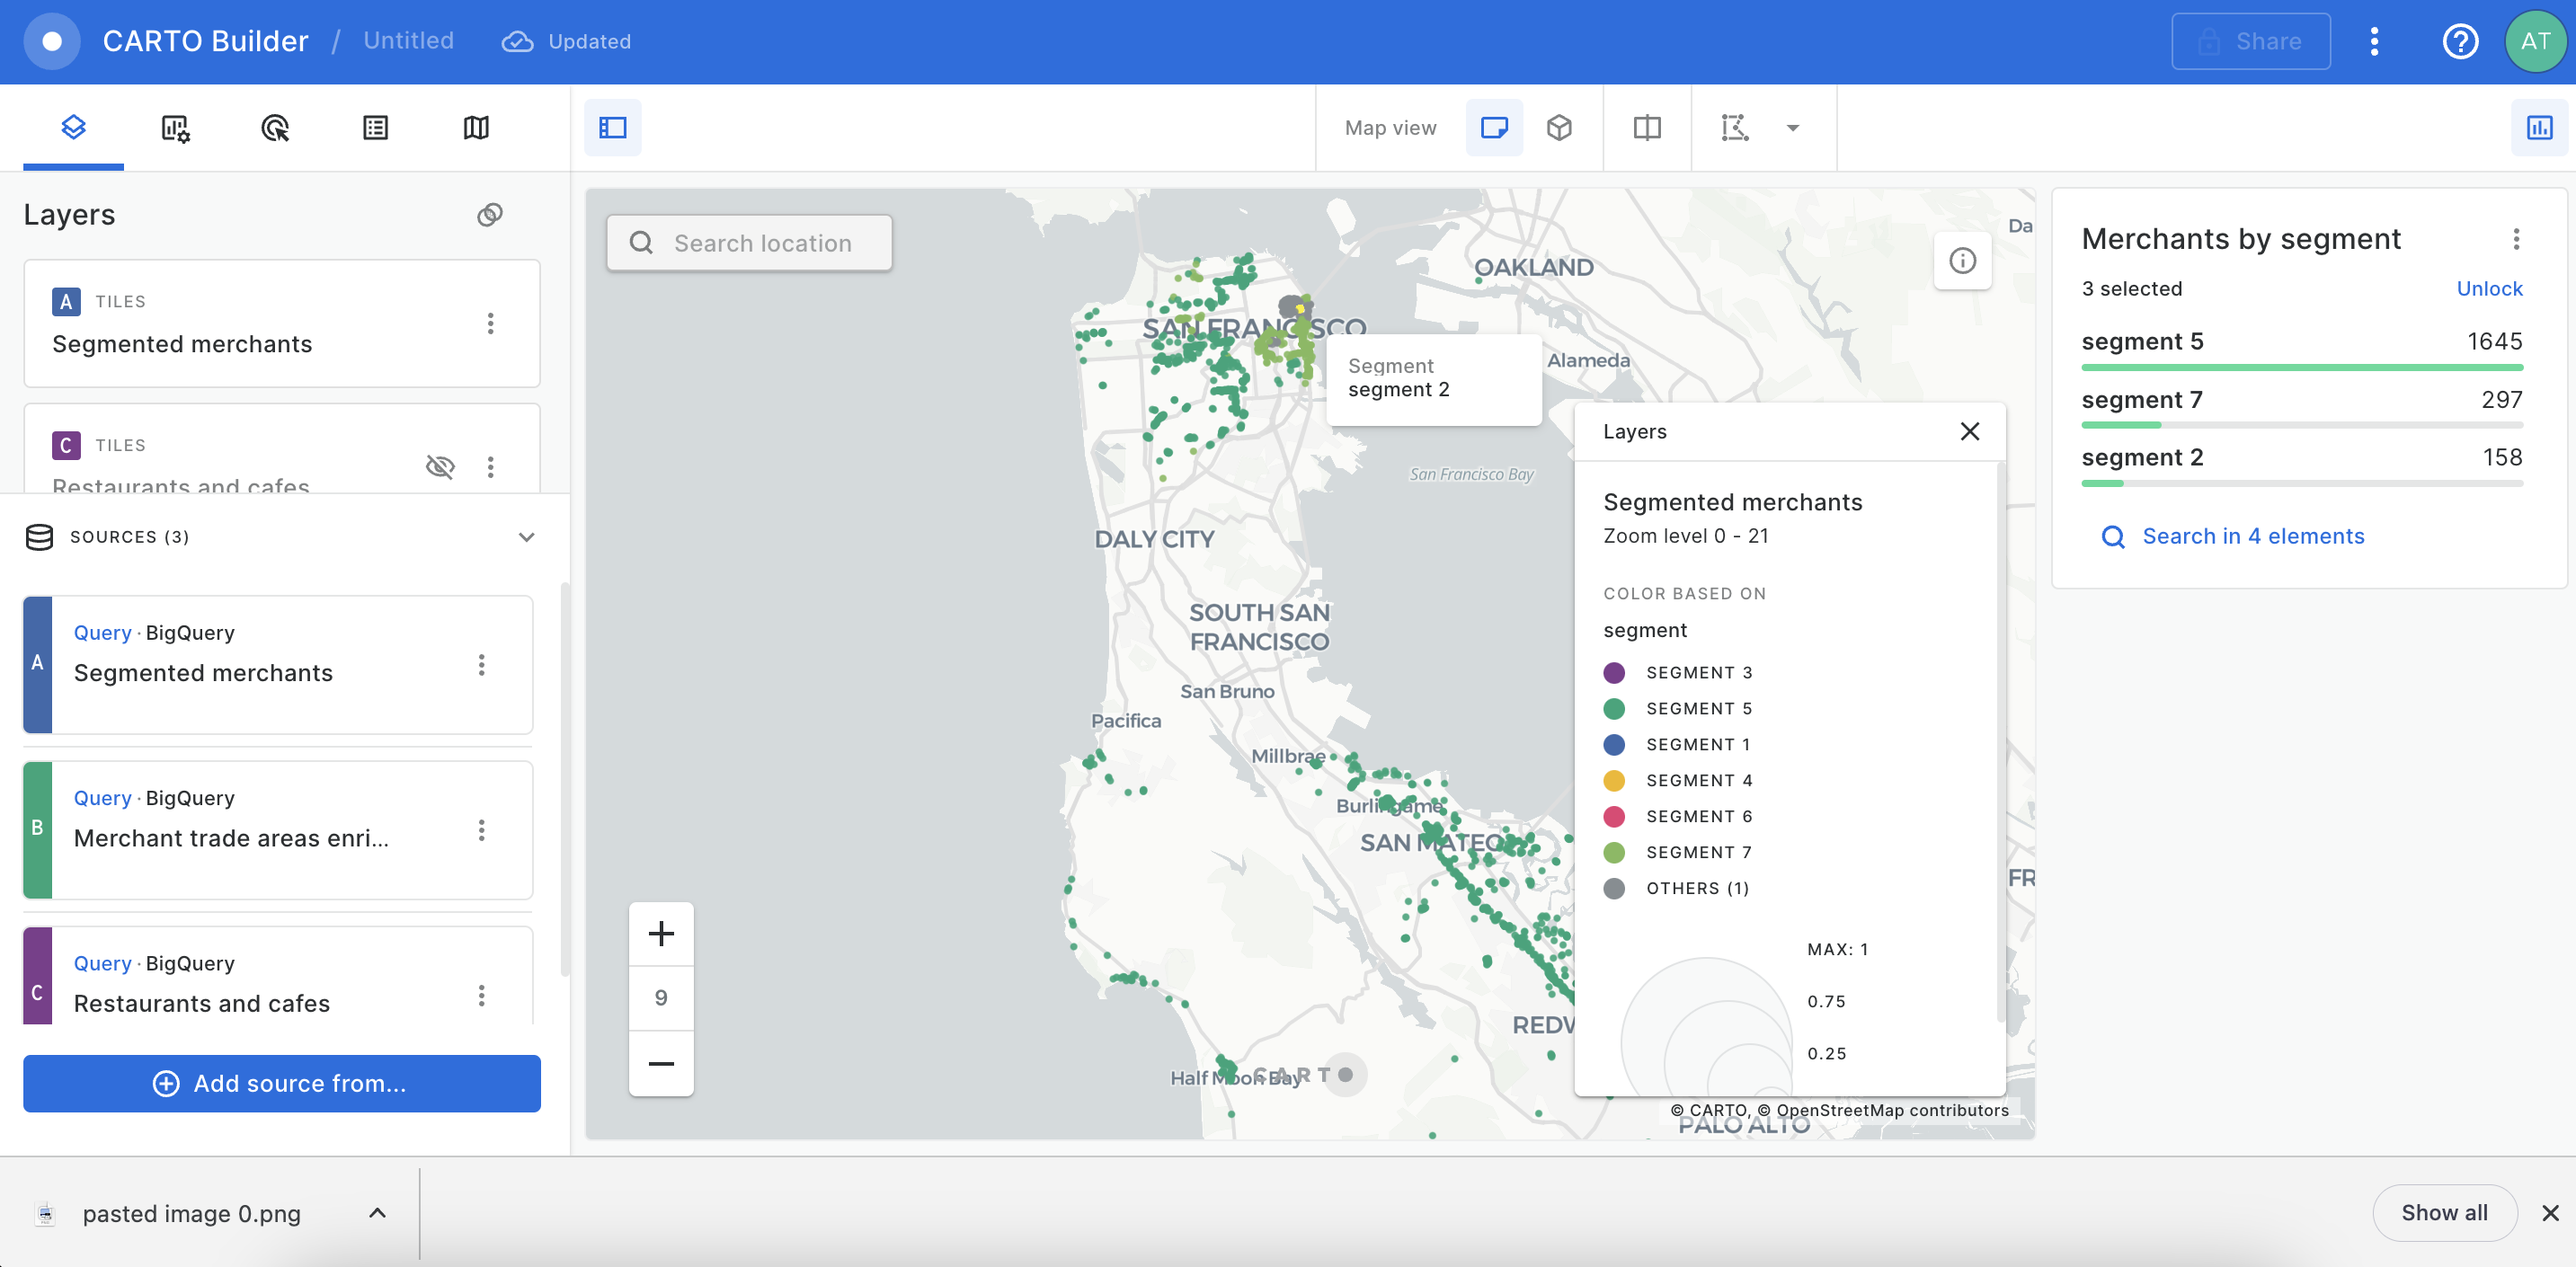 CARTO Builder / Untitled Updated
Share
AT
Map view
Layers
A TILES
Segmented merchants
C TILES
Restaurants and cafes
SOURCES (3)
A
Query · BigQuery
Segmented merchants
B
Query · BigQuery
Merchant trade areas enri...
C
Query · BigQuery
Restaurants and cafes
Add source from...
Search location
Da
OAKLAND
SAN FRANCISCO
Alameda
Segment
segment 2
San Francisco Bay
DALY CITY
SOUTH SAN
FRANCISCO
San Bruno
Pacifica
Millbrae
Burlingame
SAN MATEO
FR
REDW
Half Moon Bay
CARTO
PALO ALTO
+
9
−
Layers
Segmented merchants
Zoom level 0 - 21
COLOR BASED ON
segment
SEGMENT 3
SEGMENT 5
SEGMENT 1
SEGMENT 4
SEGMENT 6
SEGMENT 7
OTHERS (1)
MAX: 1
0.75
0.25
© CARTO, © OpenStreetMap contributors
Merchants by segment
3 selected Unlock
segment 5 1645
segment 7 297
segment 2 158
Search in 4 elements
pasted image 0.png
Show all